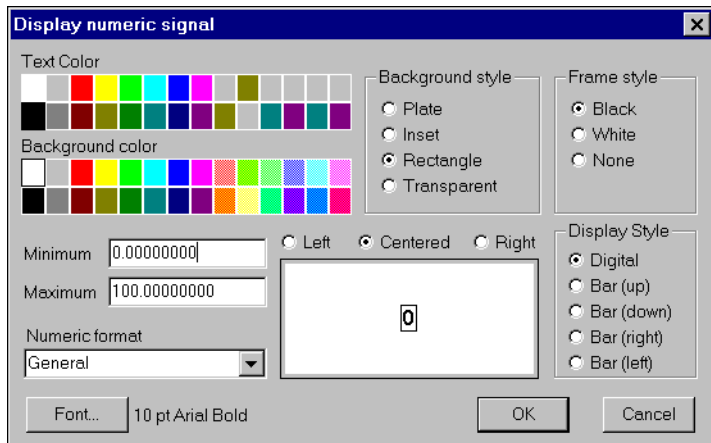 Display numeric signal
Text Color
Background color
Background style
Plate
Inset
Rectangle
Transparent
Frame style
Black
White
None
Minimum 0.00000000
Maximum 100.00000000
Numeric format
General
Left Centered Right
0
Display Style
Digital
Bar (up)
Bar (down)
Bar (right)
Bar (left)
Font... 10 pt Arial Bold
OK Cancel